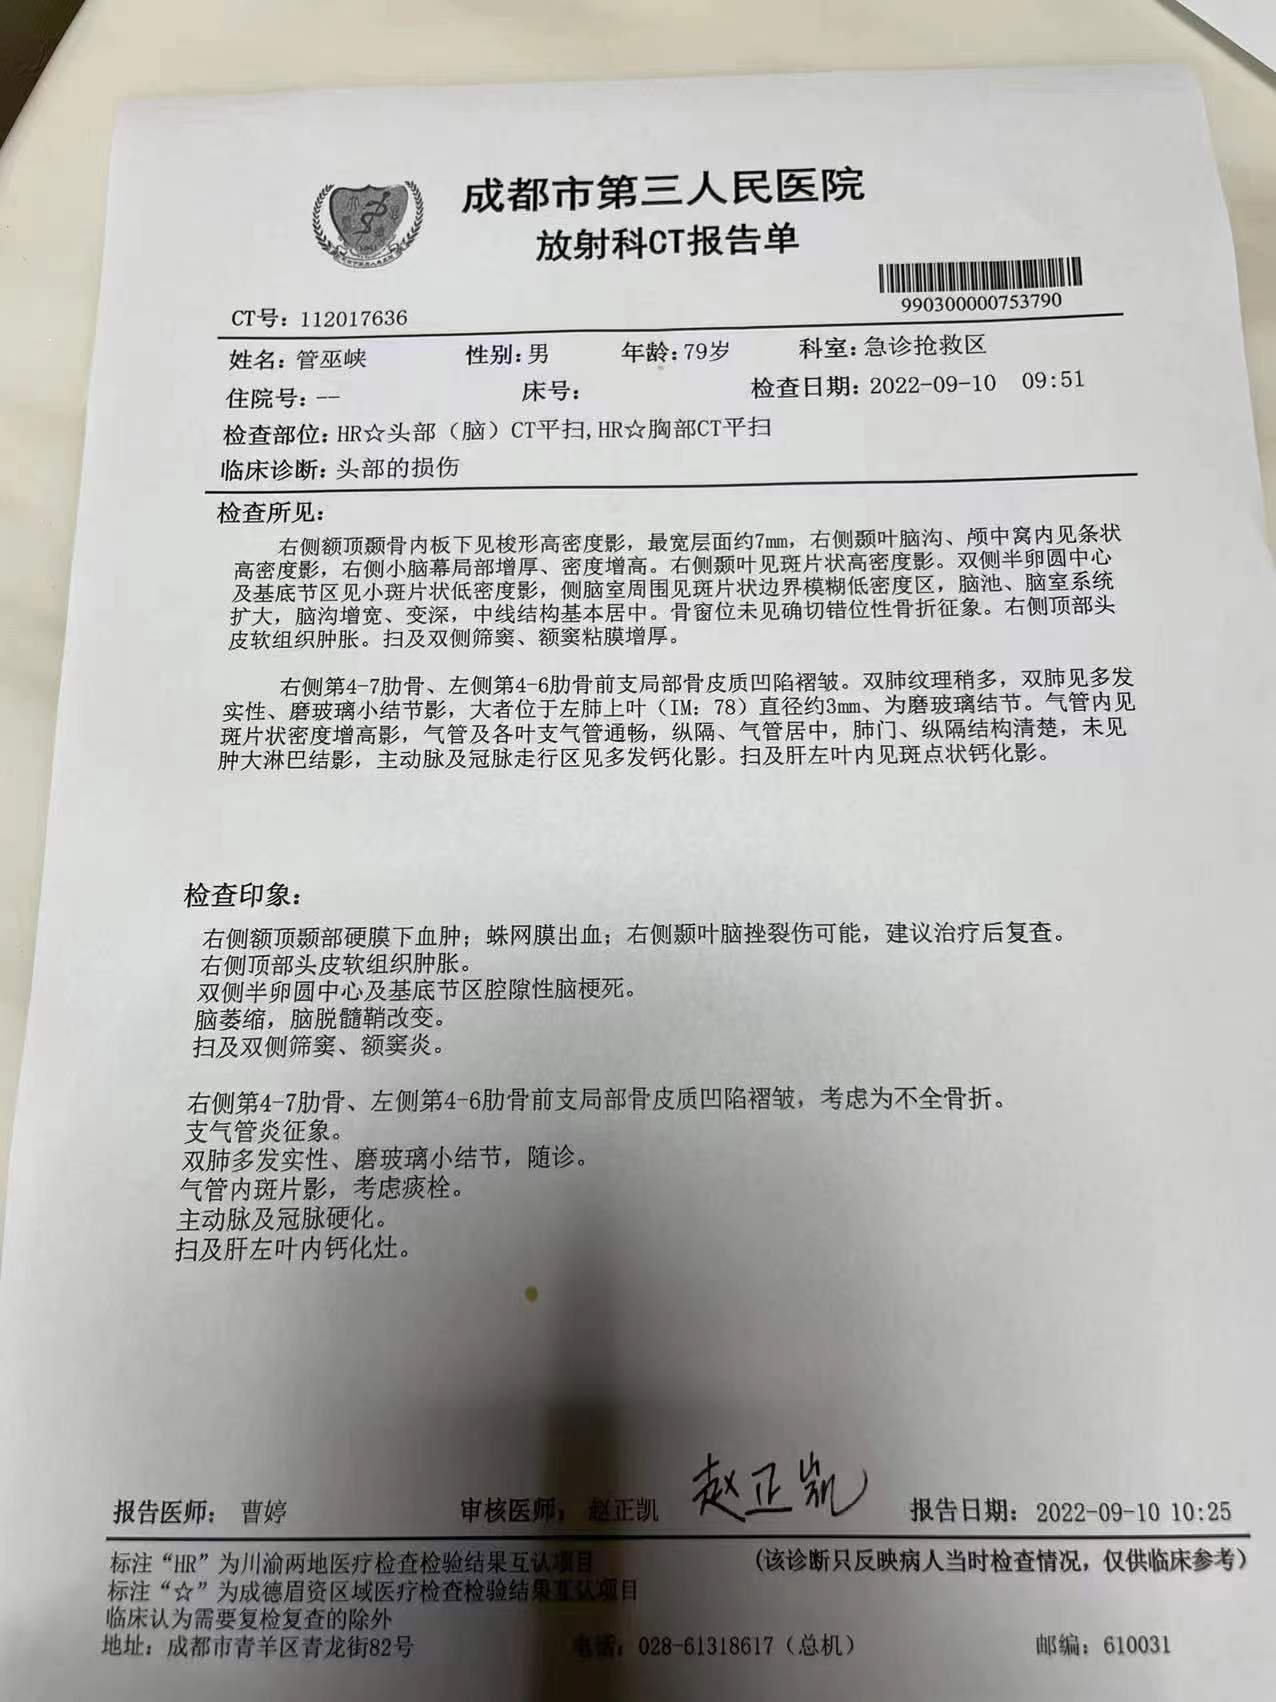 成都市第三人民医院
放射科CT报告单
990300000753790
CT号：112017636
姓名：管巫峡 性别：男 年龄：79岁 科室：急诊抢救区
住院号：-- 床号： 检查日期：2022-09-10 09:51
检查部位：HR☆头部（脑）CT平扫,HR☆胸部CT平扫
临床诊断：头部的损伤
检查所见：
右侧额顶颞骨内板下见梭形高密度影，最宽层面约7mm，右侧颞叶脑沟、颅中窝内见条状
高密度影，右侧小脑幕局部增厚、密度增高。右侧颞叶见斑片状高密度影。双侧半卵圆中心
及基底节区见小斑片状低密度影，侧脑室周围见斑片状边界模糊低密度区，脑池、脑室系统
扩大，脑沟增宽、变深，中线结构基本居中。骨窗位未见确切错位性骨折征象。右侧顶部头
皮软组织肿胀。扫及双侧筛窦、额窦粘膜增厚。
右侧第4-7肋骨、左侧第4-6肋骨前支局部骨皮质凹陷褶皱。双肺纹理稍多，双肺见多发
实性、磨玻璃小结节影，大者位于左肺上叶（IM：78）直径约3mm、为磨玻璃结节。气管内见
斑片状密度增高影，气管及各叶支气管通畅，纵隔、气管居中，肺门、纵隔结构清楚，未见
肿大淋巴结影，主动脉及冠脉走行区见多发钙化影。扫及肝左叶内见斑点状钙化影。
检查印象：
右侧额顶颞部硬膜下血肿；蛛网膜出血；右侧颞叶脑挫裂伤可能，建议治疗后复查。
右侧顶部头皮软组织肿胀。
双侧半卵圆中心及基底节区腔隙性脑梗死。
脑萎缩，脑脱髓鞘改变。
扫及双侧筛窦、额窦炎。
右侧第4-7肋骨、左侧第4-6肋骨前支局部骨皮质凹陷褶皱，考虑为不全骨折。
支气管炎征象。
双肺多发实性、磨玻璃小结节，随诊。
气管内斑片影，考虑痰栓。
主动脉及冠脉硬化。
扫及肝左叶内钙化灶。
报告医师：曹婷 审核医师：赵正凯 赵正凯 报告日期：2022-09-10 10:25
标注“HR”为川渝两地医疗检查检验结果互认项目 （该诊断只反映病人当时检查情况，仅供临床参考）
标注“☆”为成德眉资区域医疗检查检验结果互认项目
临床认为需要复检复查的除外
地址：成都市青羊区青龙街82号 电话：028-61318617（总机） 邮编：610031